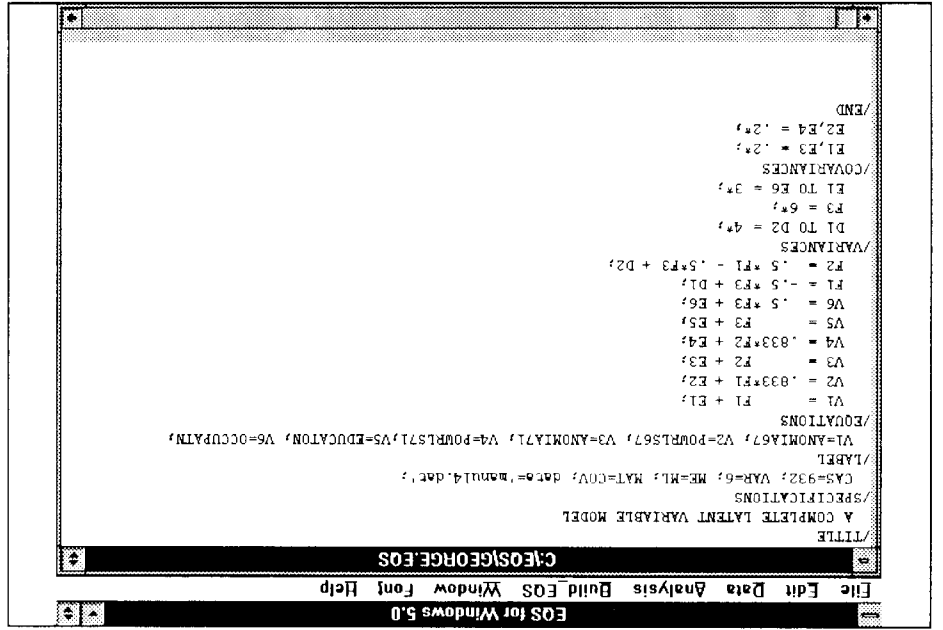 EQS for Windows 5.0
File Edit Data Analysis Build_EQS Window Font Help
C:\EQS\GEORGE.EQS
/TITLE
A COMPLETE LATENT VARIABLE MODEL
/SPECIFICATIONS
CAS=932; VAR=6; ME=ML; MAT=COV; data='manul4.dat';
/LABEL
V1=ANOMIA67; V2=POWRLS67; V3=ANOMIA71; V4=POWRLS71;V5=EDUCATON; V6=OCCUPATN;
/EQUATIONS
V1 = F1 + E1;
V2 = .833*F1 + E2;
V3 = F2 + E3;
V4 = .833*F2 + E4;
V5 = F3 + E5;
V6 = .5 *F3 + E6;
F1 = -.5 *F3 + D1;
F2 = .5 *F1 - .5*F3 + D2;
/VARIANCES
D1 TO D2 = 4*;
F3 = 6*;
E1 TO E6 = 3*;
/COVARIANCES
E1,E3 = .2*;
E2,E4 = .2*;
/END